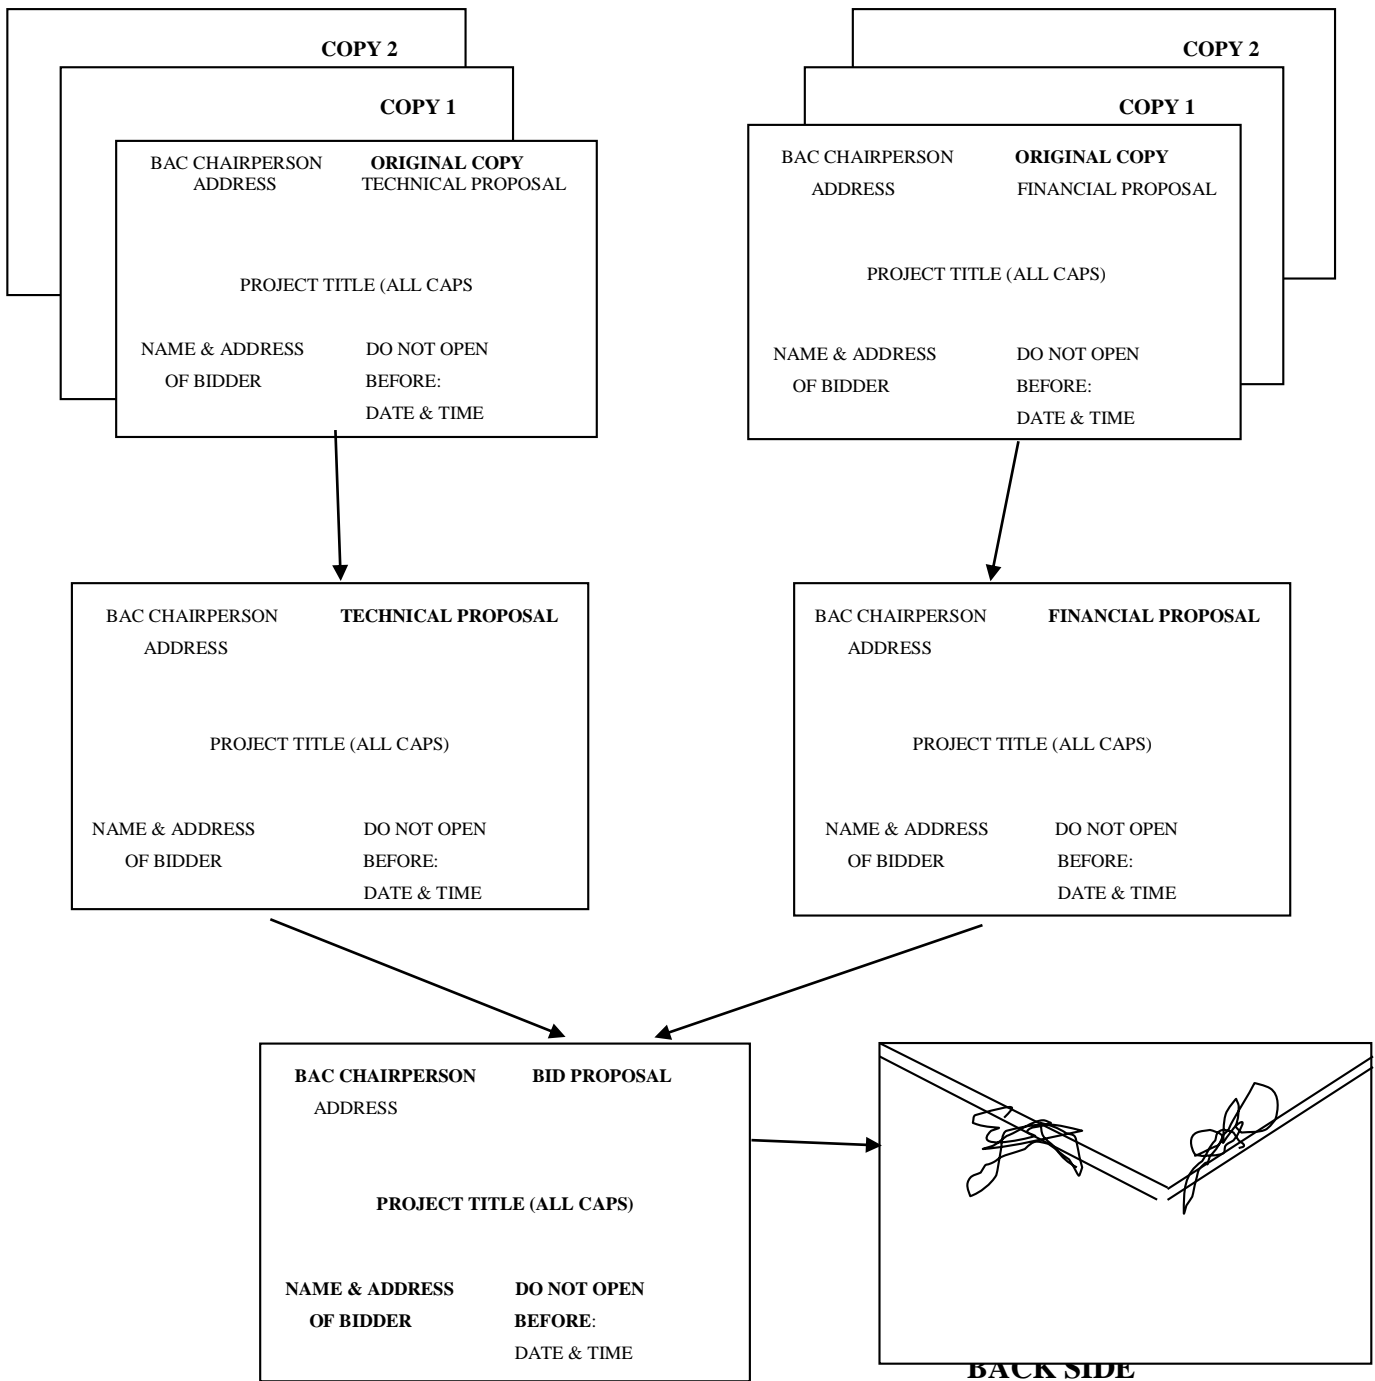 COPY 2
COPY 1
BAC CHAIRPERSON ORIGINAL COPY
ADDRESS TECHNICAL PROPOSAL
PROJECT TITLE (ALL CAPS
NAME & ADDRESS DO NOT OPEN
OF BIDDER BEFORE:
DATE & TIME
COPY 2
COPY 1
BAC CHAIRPERSON ORIGINAL COPY
ADDRESS FINANCIAL PROPOSAL
PROJECT TITLE (ALL CAPS)
NAME & ADDRESS DO NOT OPEN
OF BIDDER BEFORE:
DATE & TIME
BAC CHAIRPERSON TECHNICAL PROPOSAL
ADDRESS
PROJECT TITLE (ALL CAPS)
NAME & ADDRESS DO NOT OPEN
OF BIDDER BEFORE:
DATE & TIME
BAC CHAIRPERSON FINANCIAL PROPOSAL
ADDRESS
PROJECT TITLE (ALL CAPS)
NAME & ADDRESS DO NOT OPEN
OF BIDDER BEFORE:
DATE & TIME
BAC CHAIRPERSON BID PROPOSAL
ADDRESS
PROJECT TITLE (ALL CAPS)
NAME & ADDRESS DO NOT OPEN
OF BIDDER BEFORE:
DATE & TIME
BACK SIDE